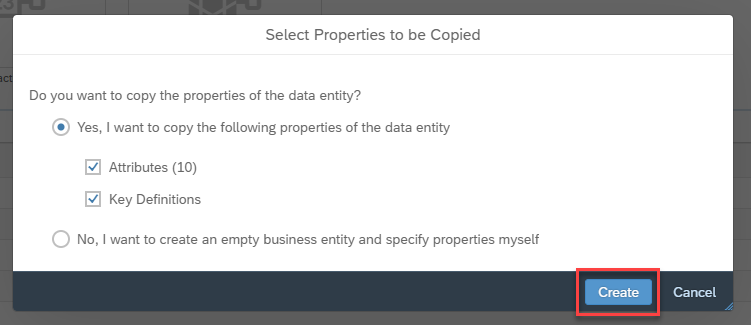 Select Properties to be Copied
Do you want to copy the properties of the data entity?
Yes, I want to copy the following properties of the data entity
Attributes (10)
Key Definitions
No, I want to create an empty business entity and specify properties myself
Create Cancel